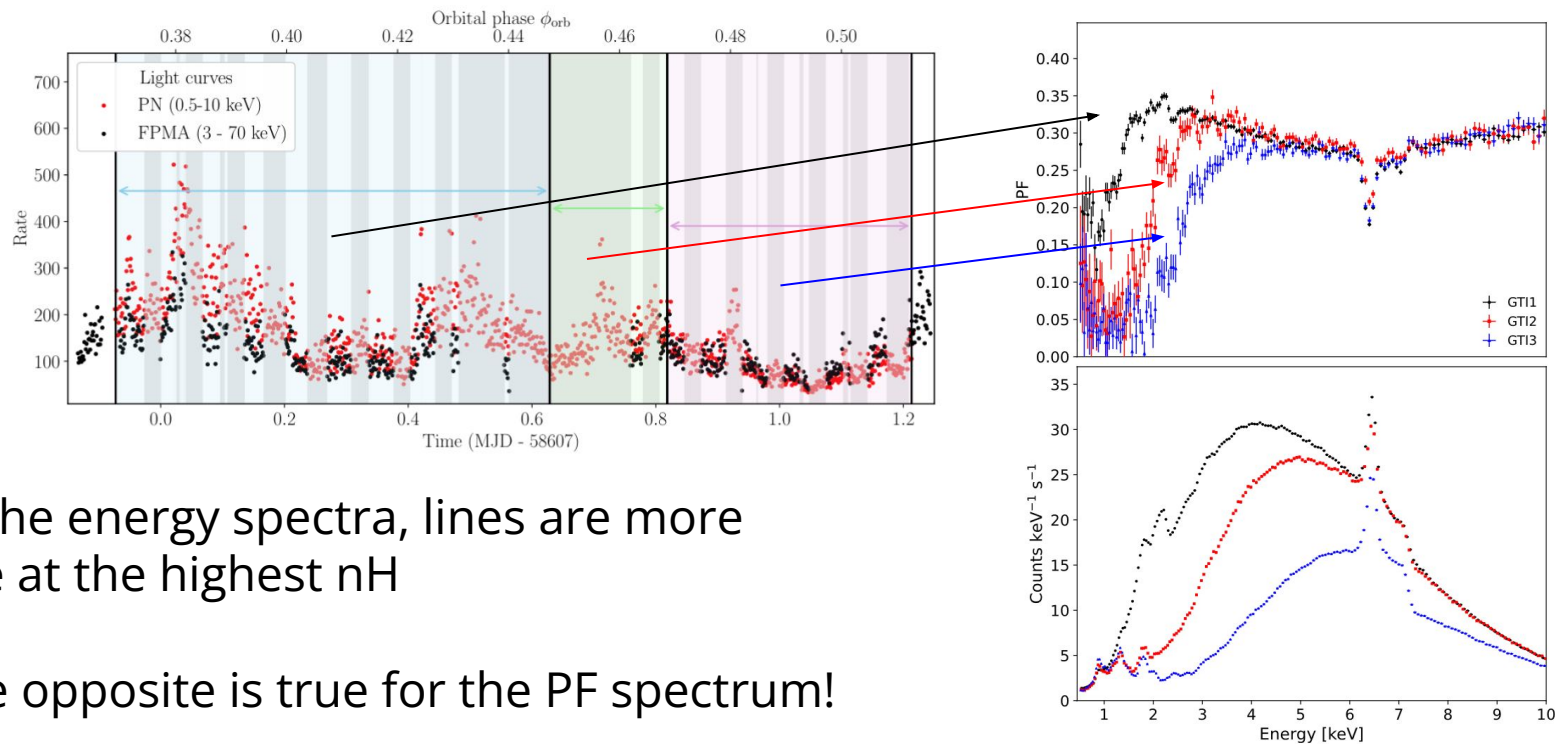 Orbital phase ϕorb
0.38 0.40 0.42 0.44 0.46 0.48 0.50
Light curves
PN (0.5-10 keV)
FPMA (3 - 70 keV)
Rate
700
600
500
400
300
200
100
0.0 0.2 0.4 0.6 0.8 1.0 1.2
Time (MJD - 58607)
PF
0.40
0.35
0.30
0.25
0.20
0.15
0.10
0.05
0.00
GTI1
GTI2
GTI3
Counts keV−1 s−1
35
30
25
20
15
10
5
0
1 2 3 4 5 6 7 8 9 10
Energy [keV]
he energy spectra, lines are more
e at the highest nH
e opposite is true for the PF spectrum!